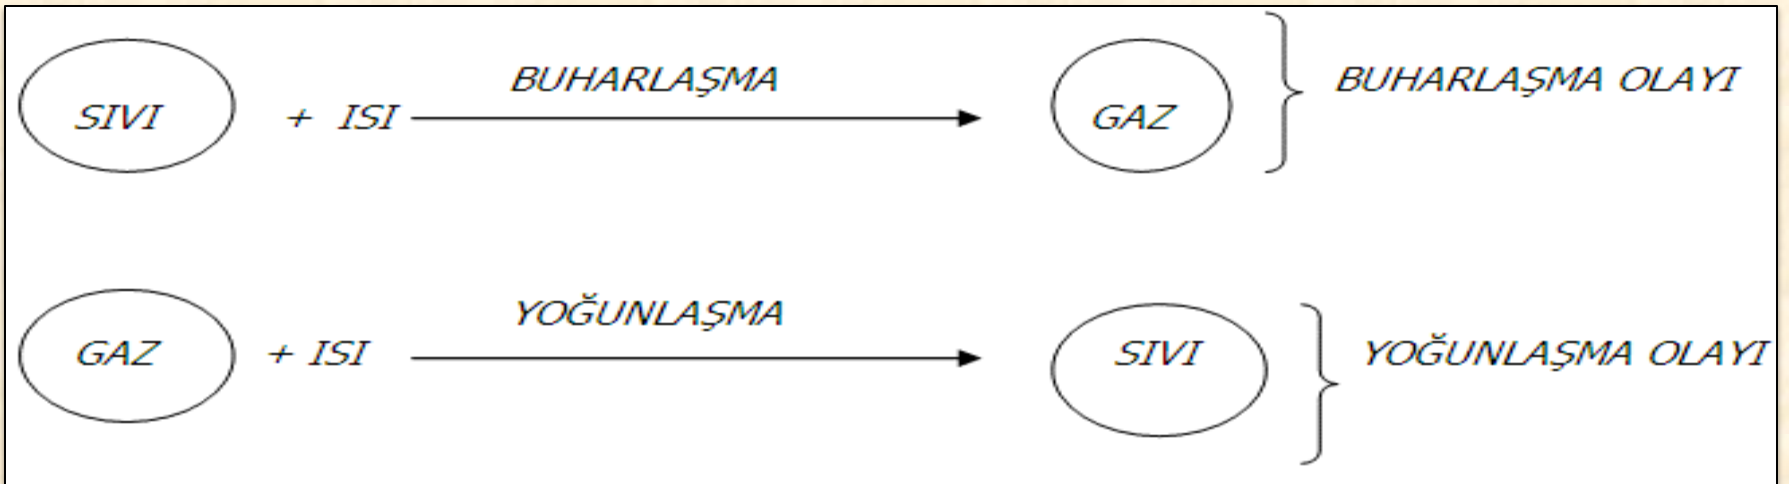 BUHARLAŞMA
SIVI + ISI GAZ BUHARLAŞMA OLAYI
YOĞUNLAŞMA
GAZ + ISI SIVI YOĞUNLAŞMA OLAYI